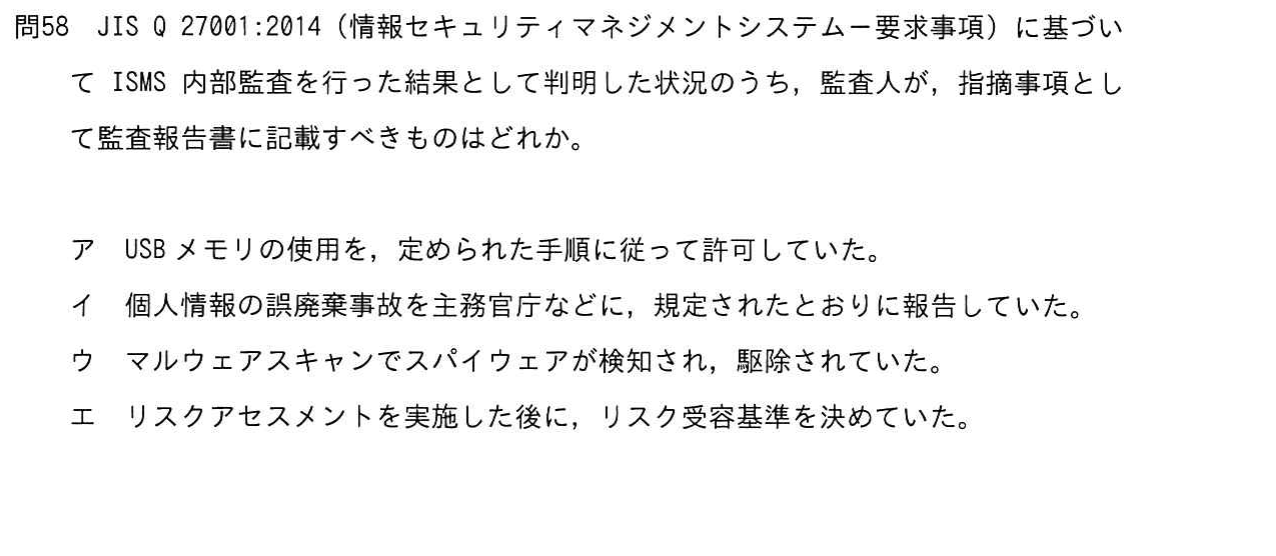 問58　JIS Q 27001:2014（情報セキュリティマネジメントシステム－要求事項）に基づい
て ISMS 内部監査を行った結果として判明した状況のうち，監査人が，指摘事項とし
て監査報告書に記載すべきものはどれか。
ア　USB メモリの使用を，定められた手順に従って許可していた。
イ　個人情報の誤廃棄事故を主務官庁などに，規定されたとおりに報告していた。
ウ　マルウェアスキャンでスパイウェアが検知され，駆除されていた。
エ　リスクアセスメントを実施した後に，リスク受容基準を決めていた。